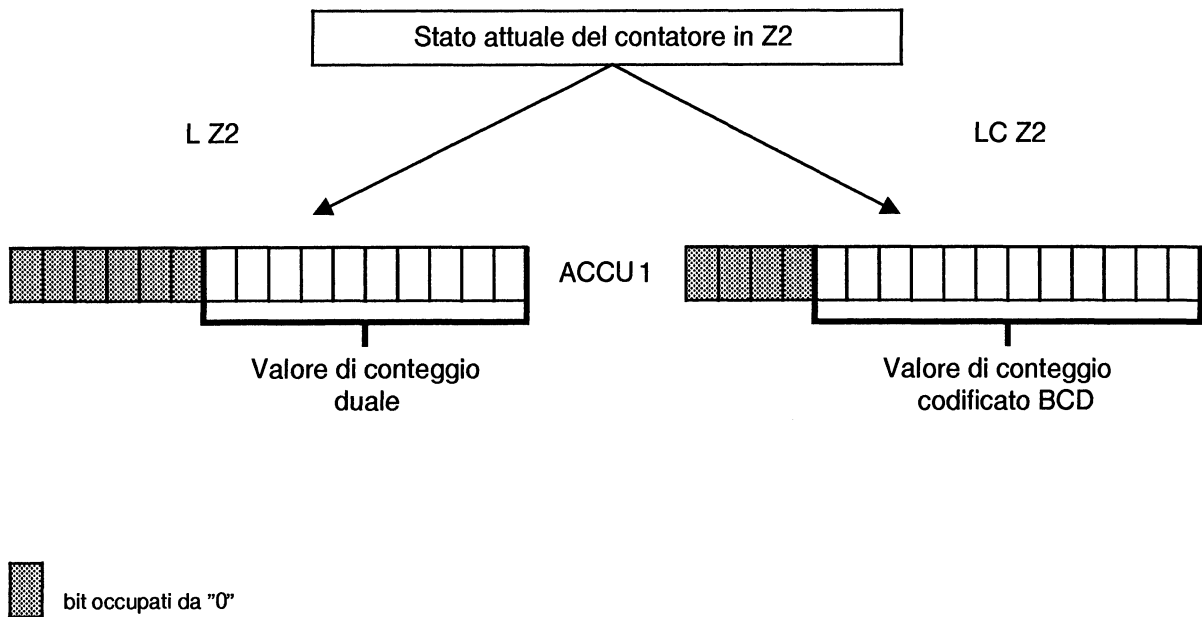 Stato attuale del contatore in Z2
L Z2
LC Z2
ACCU 1
Valore di conteggio
duale
Valore di conteggio
codificato BCD
bit occupati da "0"